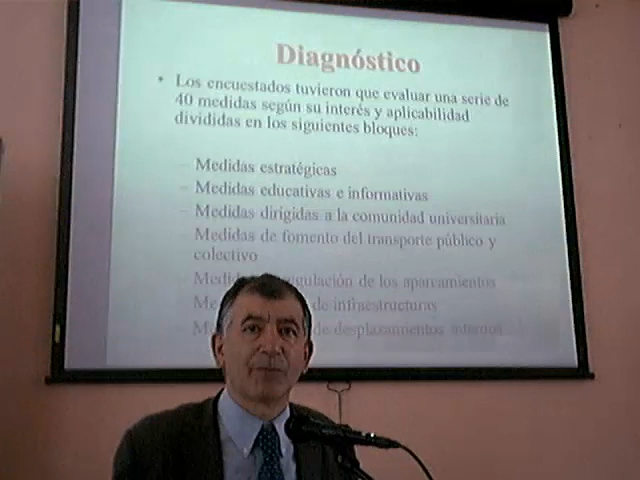 Diagnóstico
• Los encuestados tuvieron que evaluar una serie de
40 medidas según su interés y aplicabilidad
divididas en los siguientes bloques:
– Medidas estratégicas
– Medidas educativas e informativas
– Medidas dirigidas a la comunidad universitaria
– Medidas de fomento del transporte público y
colectivo
de los aparcamientos
de infraestructuras
de desplazamientos internos